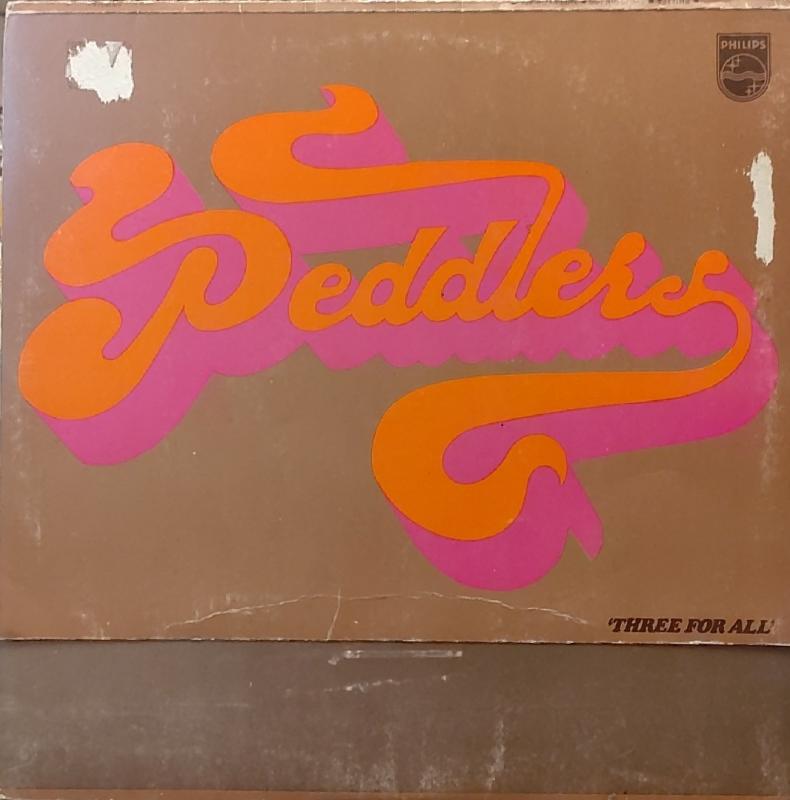 PHILIPS
Peddlers
'THREE FOR ALL'